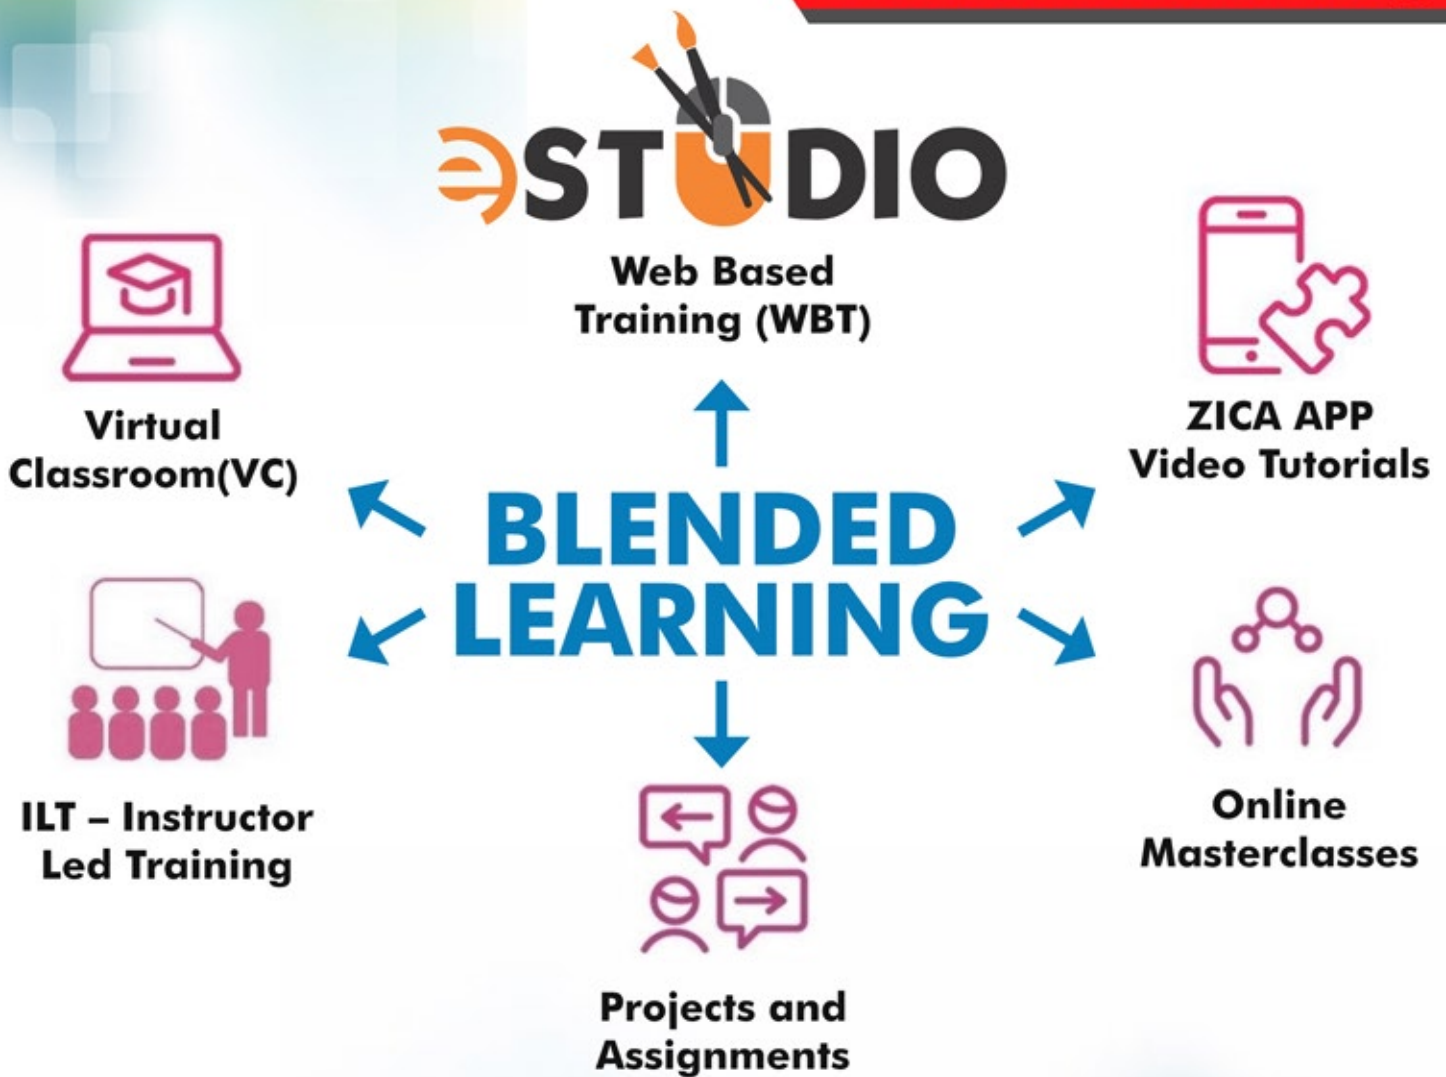 eSTUDIO
Web Based
Training (WBT)
Virtual
Classroom(VC)
ZICA APP
Video Tutorials
BLENDED
LEARNING
ILT – Instructor
Led Training
Online
Masterclasses
Projects and
Assignments